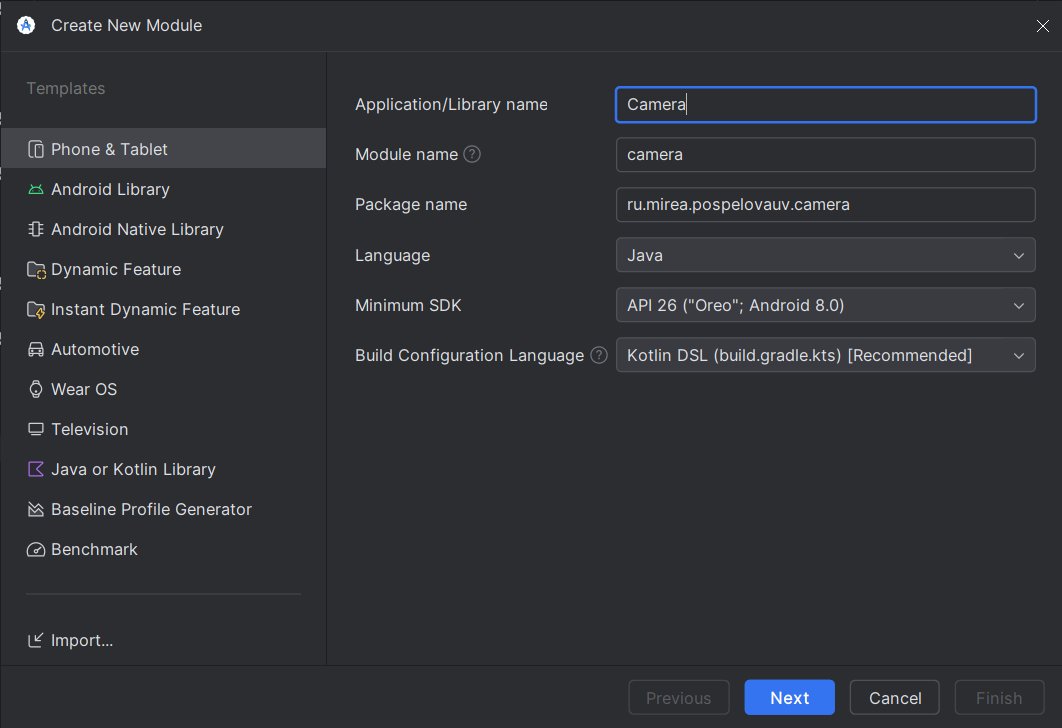 Create New Module
Templates
Phone & Tablet
Android Library
Android Native Library
Dynamic Feature
Instant Dynamic Feature
Automotive
Wear OS
Television
Java or Kotlin Library
Baseline Profile Generator
Benchmark
Import...
Application/Library name Camera
Module name ? camera
Package name ru.mirea.pospelovauv.camera
Language Java
Minimum SDK API 26 ("Oreo"; Android 8.0)
Build Configuration Language ? Kotlin DSL (build.gradle.kts) [Recommended]
Previous Next Cancel Finish